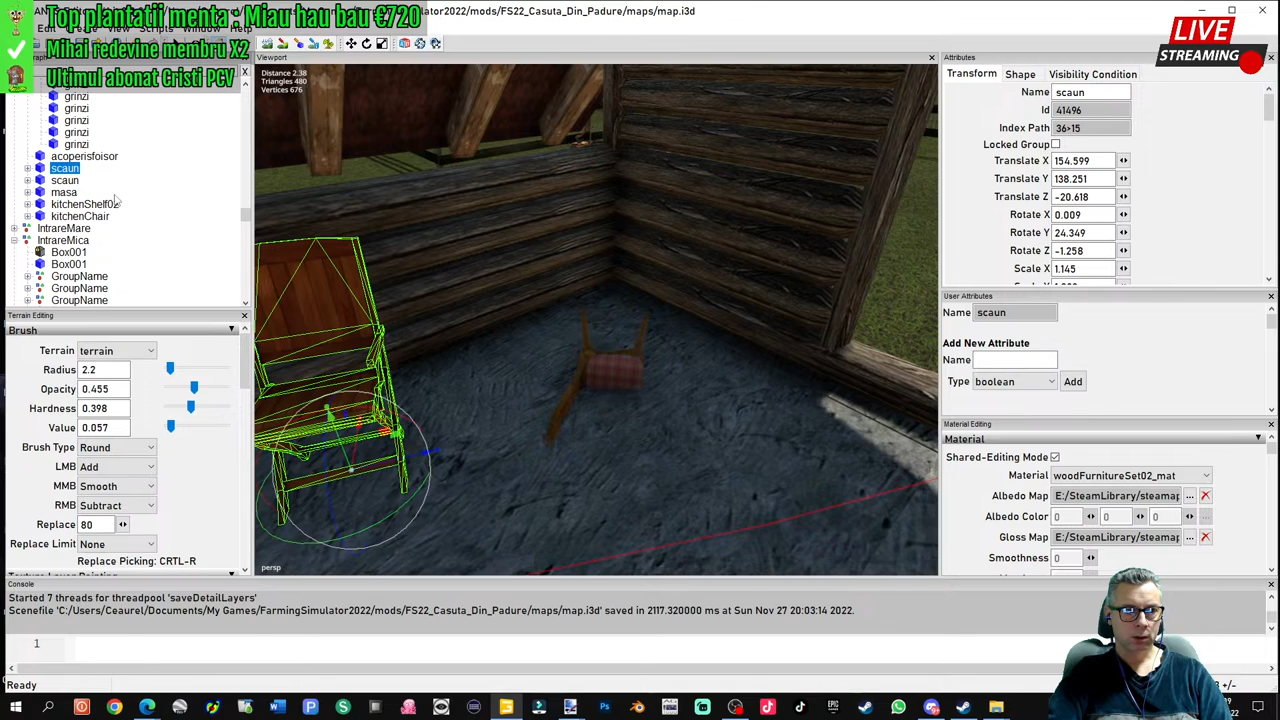 Top plantatii menta : Miau hau bau €720
Mihai redevine membru X2
Ultimul abonat Cristi PCV
ulator2022/mods/FS22_Casuta_Din_Padure/maps/map.i3d
LIVE
STREAMING
Viewport
Distance 2.38
Triangles 480
Vertices 676
grinzi
grinzi
grinzi
grinzi
grinzi
acoperisfoisor
scaun
scaun
masa
kitchenShelf02
kitchenChair
IntrareMare
IntrareMica
Box001
Box001
GroupName
GroupName
GroupName
Terrain Editing
Brush
Terrain terrain
Radius 2.2
Opacity 0.455
Hardness 0.398
Value 0.057
Brush Type Round
LMB Add
MMB Smooth
RMB Subtract
Replace 80
Replace Limit None
Replace Picking: CRTL-R
persp
Attributes
Transform Shape Visibility Condition
Name scaun
Id 41496
Index Path 36>15
Locked Group
Translate X 154.599
Translate Y 138.251
Translate Z -20.618
Rotate X 0.009
Rotate Y 24.349
Rotate Z -1.258
Scale X 1.145
User Attributes
Name scaun
Add New Attribute
Name
Type boolean Add
Material Editing
Material
Shared-Editing Mode
Material woodFurnitureSet02_mat
Albedo Map E:/SteamLibrary/steamap ...
Albedo Color 0 0 0 ...
Gloss Map E:/SteamLibrary/steamap ...
Smoothness 0
Console
Started 7 threads for threadpool 'saveDetailLayers'
Scenefile 'C:/Users/Ceaurel/Documents/My Games/FarmingSimulator2022/mods/FS22_Casuta_Din_Padure/maps/map.i3d' saved in 2117.320000 ms at Sun Nov 27 20:03:14 2022.
1
Ready